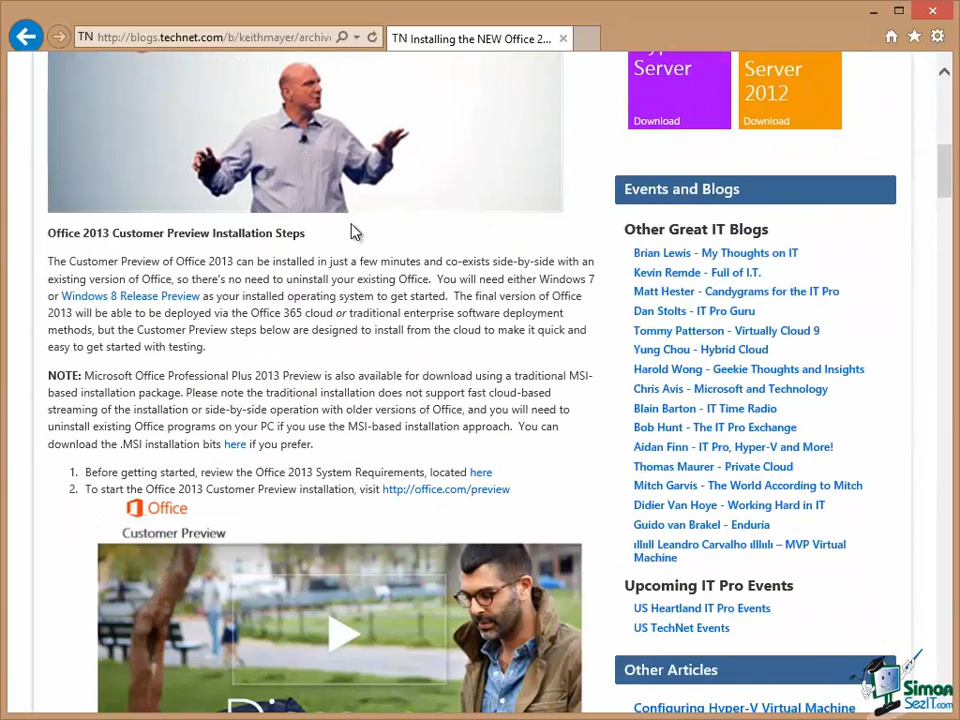 TN http://blogs.technet.com/b/keithmayer/archiv
TN Installing the NEW Office 2...
Server
Download
Server
2012
Download
Office 2013 Customer Preview Installation Steps
The Customer Preview of Office 2013 can be installed in just a few minutes and co-exists side-by-side with an
existing version of Office, so there's no need to uninstall your existing Office.  You will need either Windows 7
or Windows 8 Release Preview as your installed operating system to get started.  The final version of Office
2013 will be able to be deployed via the Office 365 cloud or traditional enterprise software deployment
methods, but the Customer Preview steps below are designed to install from the cloud to make it quick and
easy to get started with testing.
NOTE: Microsoft Office Professional Plus 2013 Preview is also available for download using a traditional MSI-
based installation package. Please note the traditional installation does not support fast cloud-based
streaming of the installation or side-by-side operation with older versions of Office, and you will need to
uninstall existing Office programs on your PC if you use the MSI-based installation approach.  You can
download the .MSI installation bits here if you prefer.
1. Before getting started, review the Office 2013 System Requirements, located here
2. To start the Office 2013 Customer Preview installation, visit http://office.com/preview
Office
Customer Preview
Events and Blogs
Other Great IT Blogs
Brian Lewis - My Thoughts on IT
Kevin Remde - Full of I.T.
Matt Hester - Candygrams for the IT Pro
Dan Stolts - IT Pro Guru
Tommy Patterson - Virtually Cloud 9
Yung Chou - Hybrid Cloud
Harold Wong - Geekie Thoughts and Insights
Chris Avis - Microsoft and Technology
Blain Barton - IT Time Radio
Bob Hunt - The IT Pro Exchange
Aidan Finn - IT Pro, Hyper-V and More!
Thomas Maurer - Private Cloud
Mitch Garvis - The World According to Mitch
Didier Van Hoye - Working Hard in IT
Guido van Brakel - Enduria
ıllıllı Leandro Carvalho ıllıllı – MVP Virtual
Machine
Upcoming IT Pro Events
US Heartland IT Pro Events
US TechNet Events
Other Articles
Configuring Hyper-V Virtual Machine
Simon
SezIT.com